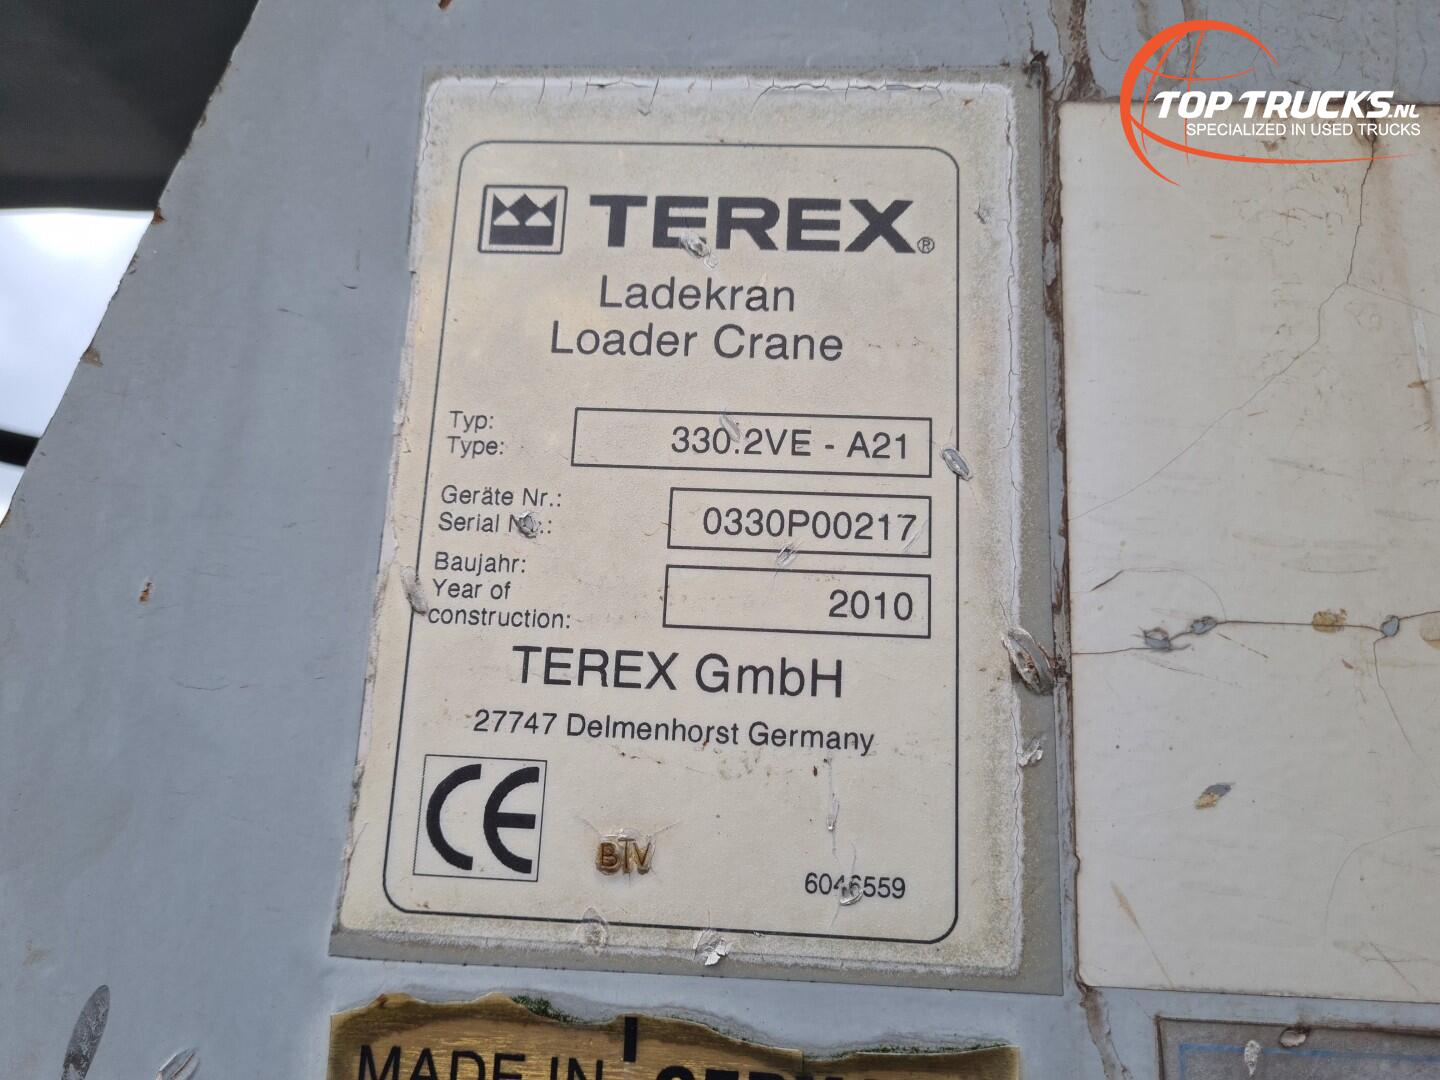 TOP TRUCKS.NL
SPECIALIZED IN USED TRUCKS
TEREX®
Ladekran
Loader Crane
Typ:
Type:
330.2VE - A21
Geräte Nr.:
Serial
0330P00217
Baujahr:
Year of
construction:
2010
TEREX GmbH
27747 Delmenhorst Germany
CE
BTV
6046559
MADE IN